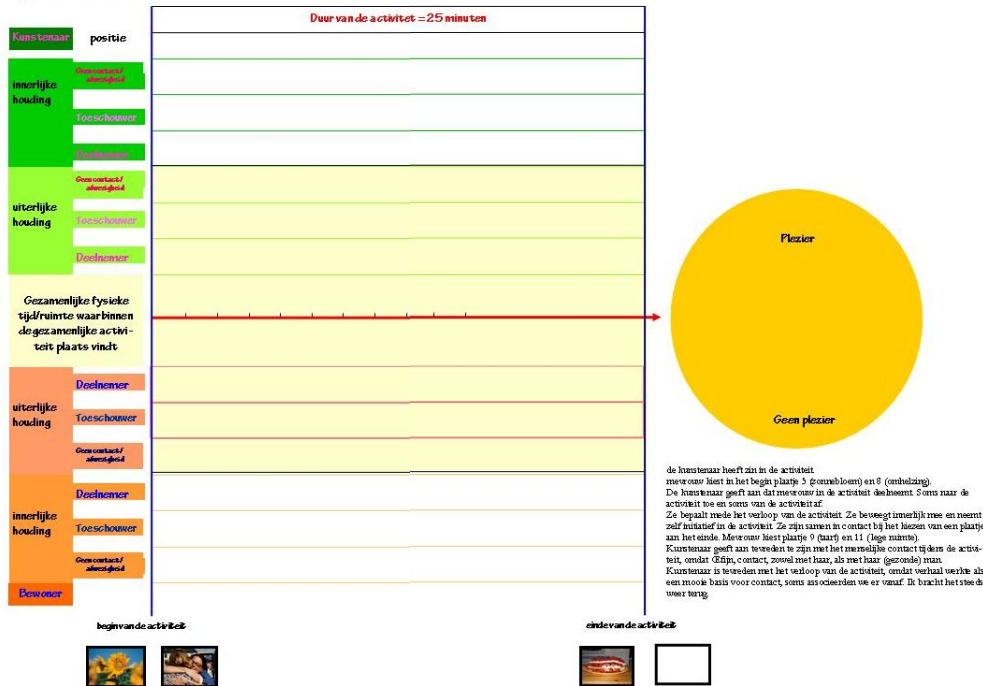 Duur van de activitet = 25 minuten
Kunstenaar positie
innerlijke
houding
Geen contact/
afwezigheid
Toeschouwer
Deelnemer
uiterlijke
houding
Geen contact/
afwezigheid
Toeschouwer
Deelnemer
Gezamenlijke fysieke
tijd/ruimte waarbinnen
de gezamenlijke activi-
teit plaats vindt
uiterlijke
houding
Deelnemer
Toeschouwer
Geen contact/
afwezigheid
innerlijke
houding
Deelnemer
Toeschouwer
Geen contact/
afwezigheid
Bewoner
Plezier
Geen plezier
de kunstenaar heeft zin in de activiteit
mevrouw kiest in het begin plaatje 3 (zonnebloem) en 8 (omhelzing).
De kunstenaar geeft aan dat mevrouw in de activiteit deelneemt. Soms naar de
activiteit toe en soms van de activiteit af.
Ze bepaalt mede het verloop van de activiteit. Ze beweegt innerlijk mee en neemt
zelf initiatief in de activiteit. Ze zijn samen in contact bij het kiezen van een plaatje
aan het einde. Mevrouw kiest plaatje 9 (taart) en 11 (lege ruimte).
Kunstenaar geeft aan tevreden te zijn met het menselijke contact tijdens de activi-
teit, omdat Œfijn, contact, zowel met haar, als met haar (gezonde) man.
Kunstenaar is tevreden met het verloop van de activiteit, omdat verhaal werkte als
een mooie basis voor contact, soms associeerden we er vanaf. Ik bracht het steeds
weer terug.
begin van de activiteit
einde van de activiteit